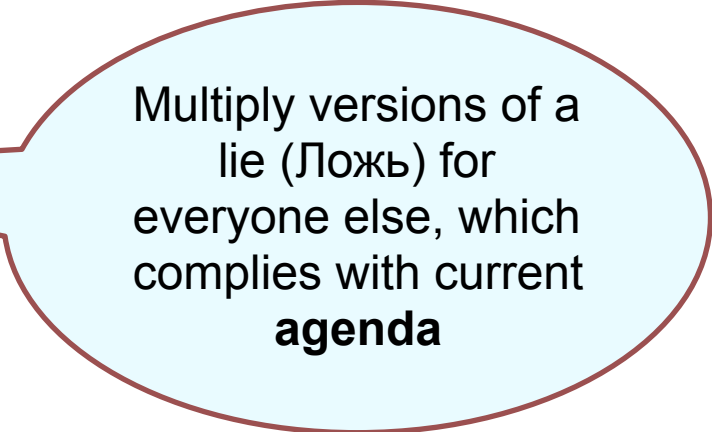 Multiply versions of a
lie (Ложь) for
everyone else, which
complies with current
agenda